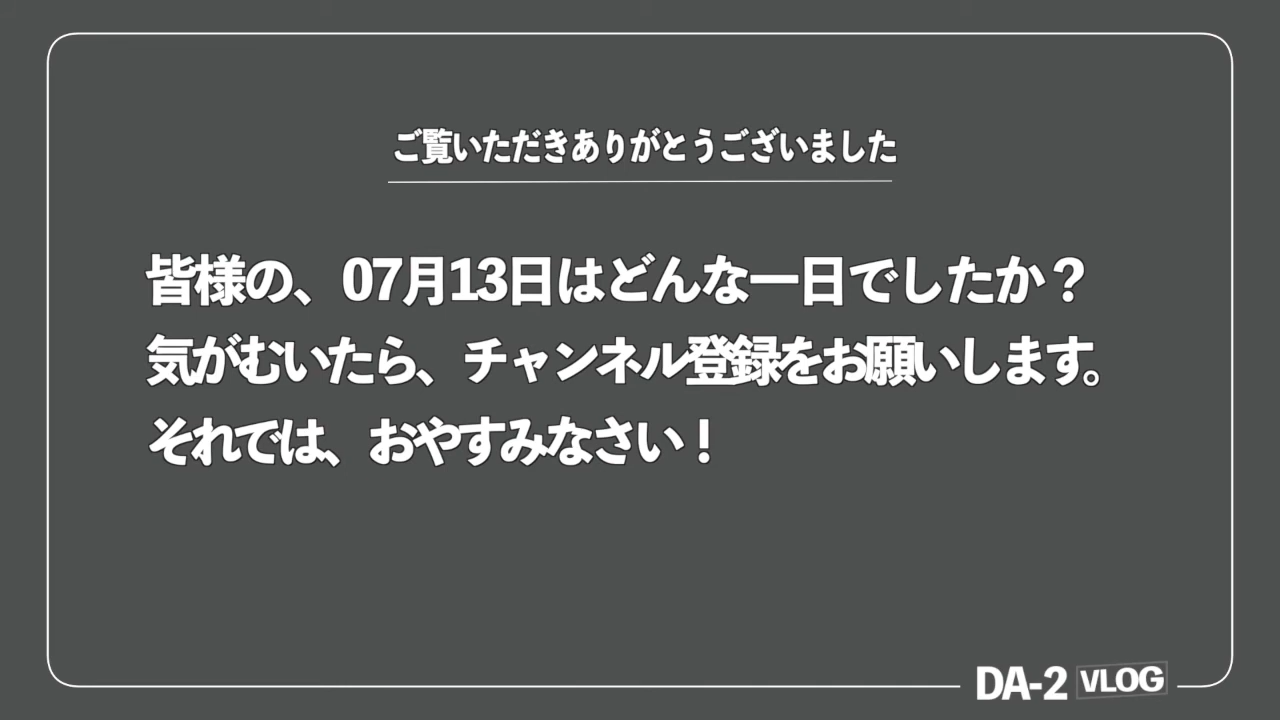 ご覧いただきありがとうございました
皆様の、07月13日はどんな一日でしたか？
気がむいたら、チャンネル登録をお願いします。
それでは、おやすみなさい！
DA-2 VLOG